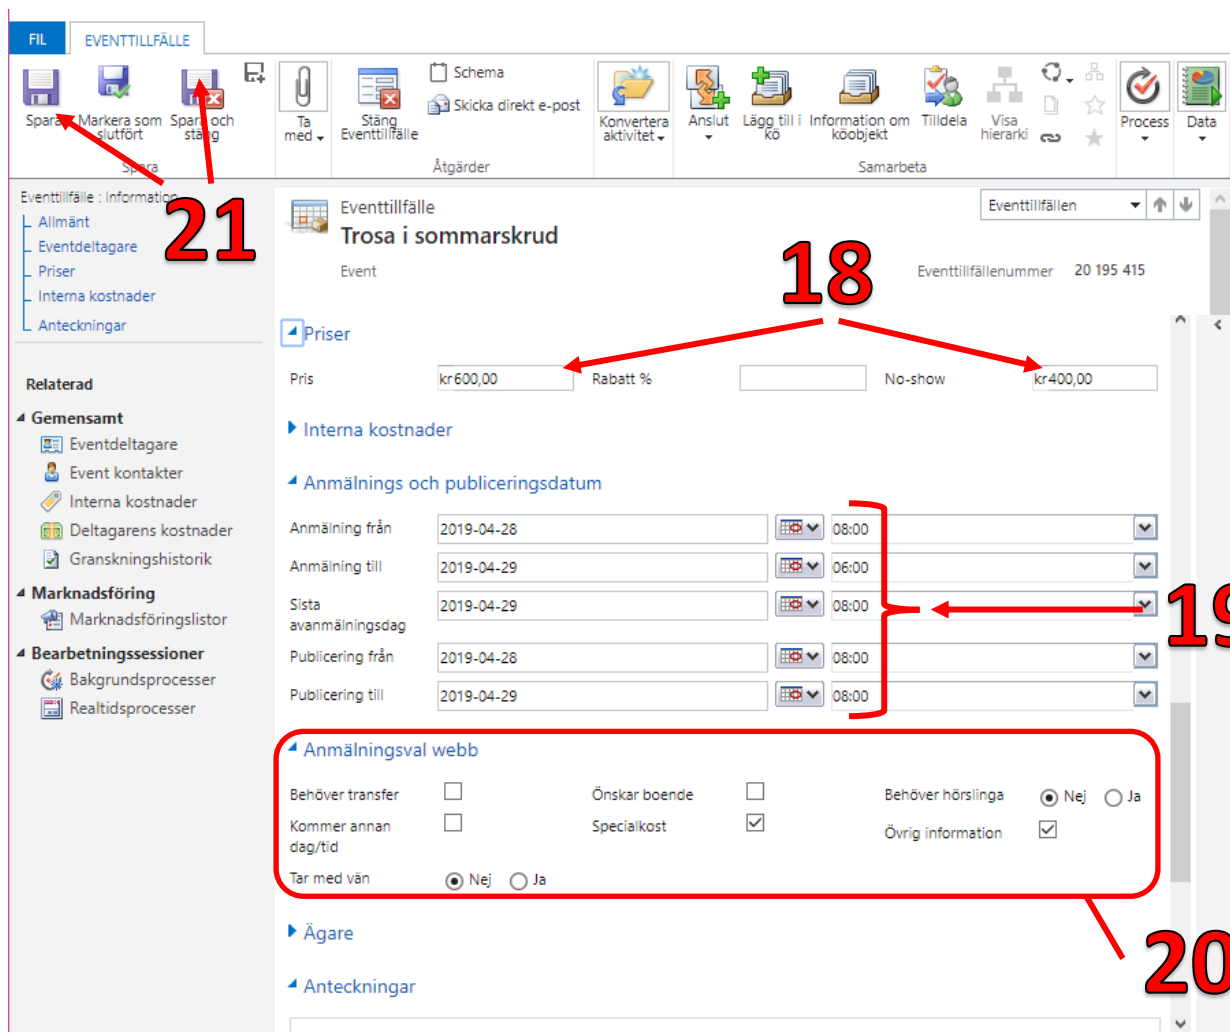 FIL EVENTTILLFÄLLE
Spara Markera som slutfört Spara och stäng
Ta med
Stäng Eventtillfälle
Schema
Skicka direkt e-post
Konvertera aktivitet
Anslut
Lägg till i kö
Information om köobjekt
Tilldela
Visa hierarki
Process
Data
Spara
Åtgärder
Samarbeta
21
Eventtillfälle : Information
Allmänt
Eventdeltagare
Priser
Interna kostnader
Anteckningar
Relaterad
Gemensamt
Eventdeltagare
Event kontakter
Interna kostnader
Deltagarens kostnader
Granskningshistorik
Marknadsföring
Marknadsföringslistor
Bearbetningssessioner
Bakgrundsprocesser
Realtidsprocesser
Eventtillfälle
Trosa i sommarskrud
Event
Eventtillfällen
Eventtillfällenummer 20 195 415
18
Priser
Pris kr600,00 Rabatt % No-show kr400,00
Interna kostnader
Anmälnings och publiceringsdatum
Anmälning från 2019-04-28 08:00
Anmälning till 2019-04-29 06:00
Sista avanmälningsdag 2019-04-29 08:00
Publicering från 2019-04-28 08:00
Publicering till 2019-04-29 08:00
19
Anmälningsval webb
Behöver transfer Önskar boende Behöver hörslinga Nej Ja
Kommer annan dag/tid Specialkost Övrig information
Tar med vän Nej Ja
20
Ägare
Anteckningar